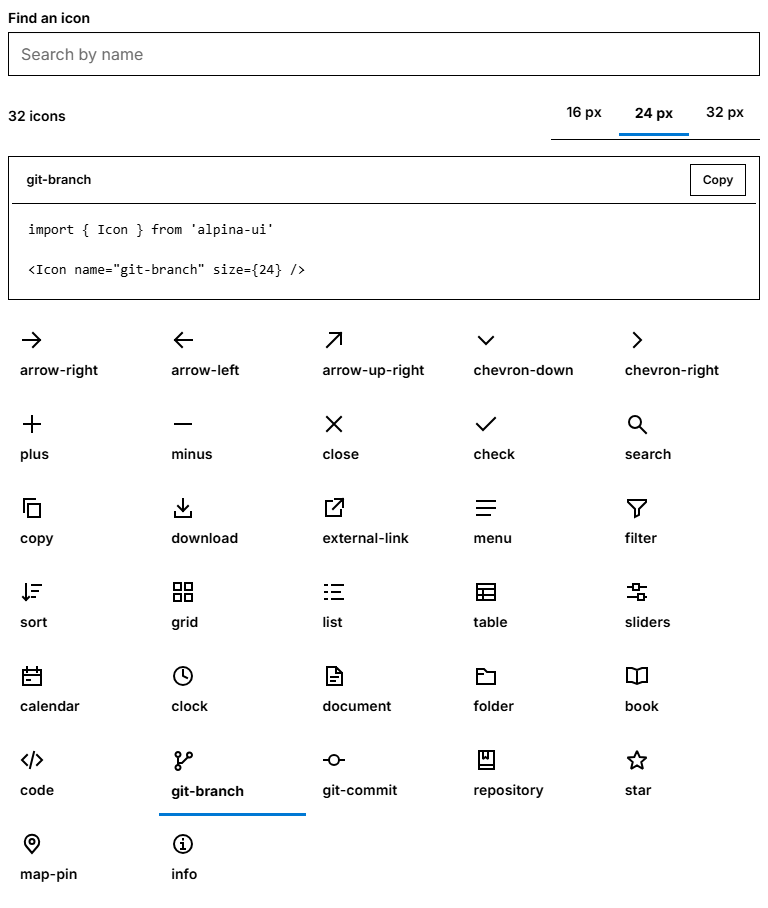 Find an icon
Search by name
32 icons
16 px 24 px 32 px
git-branch Copy
import { Icon } from 'alpina-ui'
<Icon name="git-branch" size={24} />
arrow-right arrow-left arrow-up-right chevron-down chevron-right
plus minus close check search
copy download external-link menu filter
sort grid list table sliders
calendar clock document folder book
code git-branch git-commit repository star
map-pin info